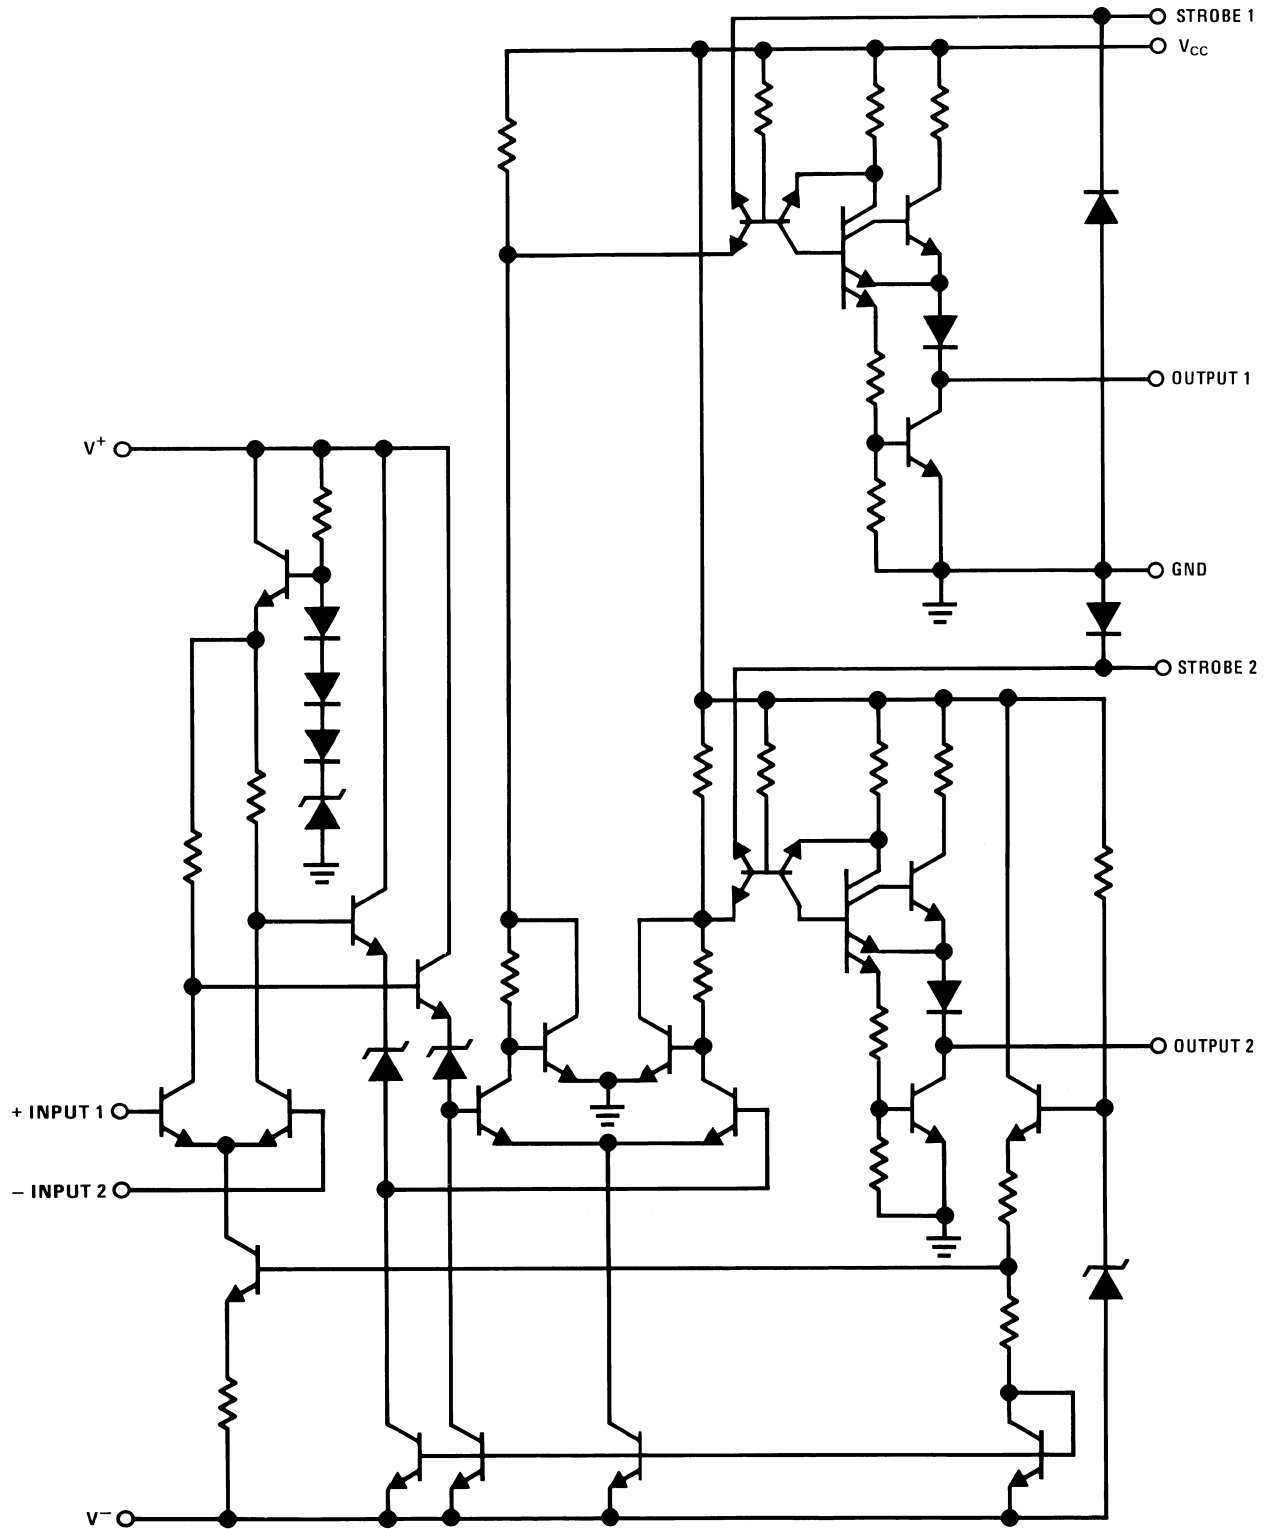 STROBE 1
VCC
OUTPUT 1
V+
GND
STROBE 2
OUTPUT 2
+ INPUT 1
– INPUT 2
V–